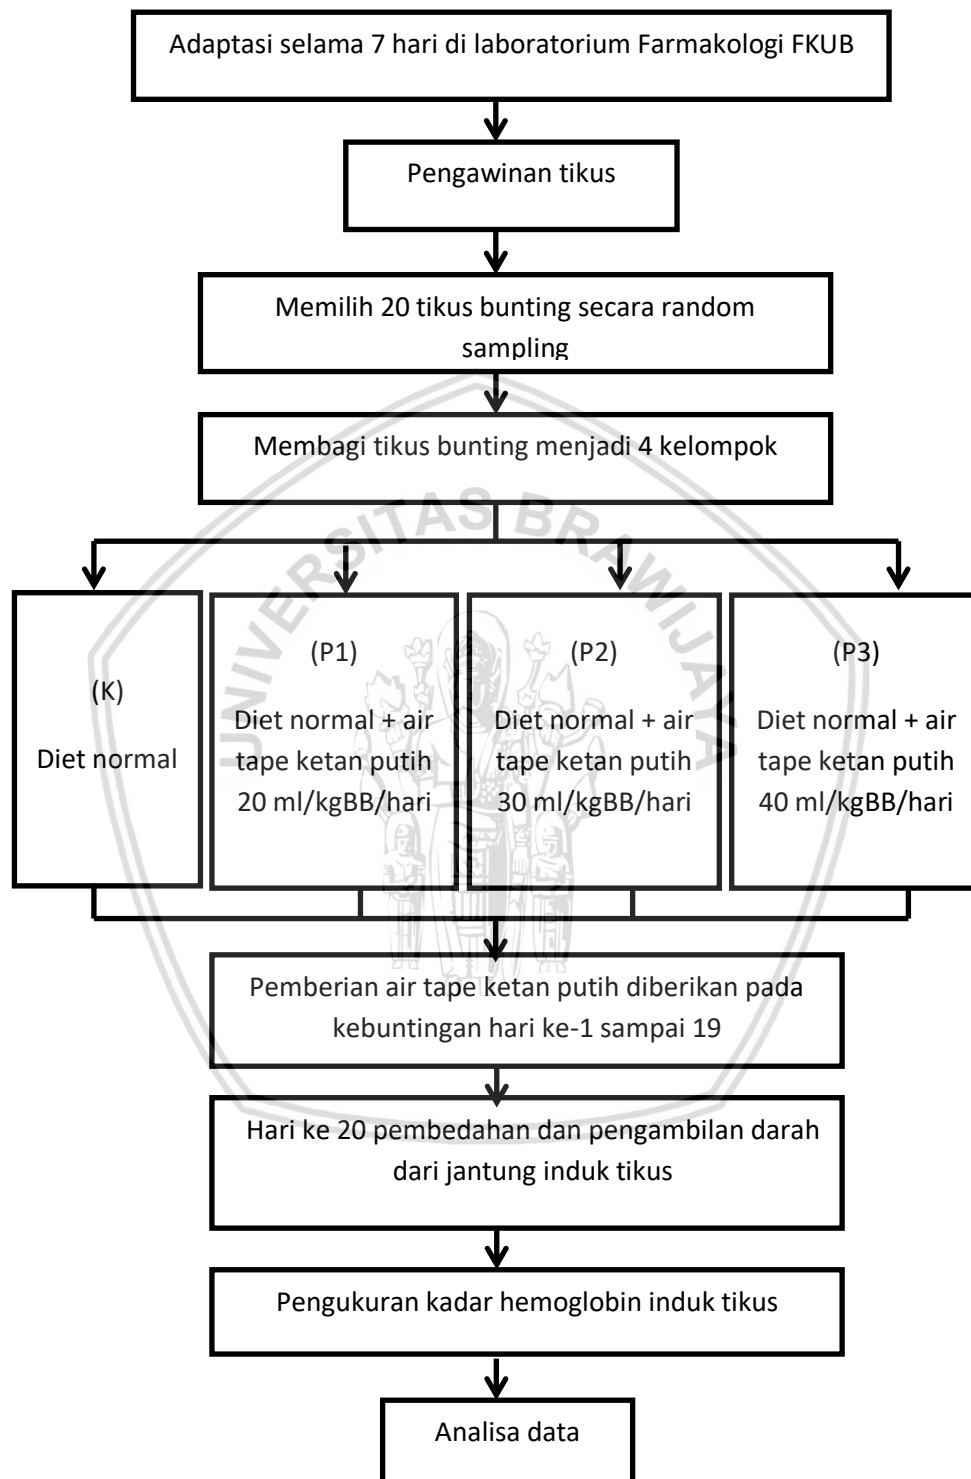 Adaptasi selama 7 hari di laboratorium Farmakologi FKUB
Pengawinan tikus
Memilih 20 tikus bunting secara random
sampling
Membagi tikus bunting menjadi 4 kelompok
UNIVERSITAS BRAWIJAYA
(K)
Diet normal
(P1)
Diet normal + air
tape ketan putih
20 ml/kgBB/hari
(P2)
Diet normal + air
tape ketan putih
30 ml/kgBB/hari
(P3)
Diet normal + air
tape ketan putih
40 ml/kgBB/hari
Pemberian air tape ketan putih diberikan pada
kebuntingan hari ke-1 sampai 19
Hari ke 20 pembedahan dan pengambilan darah
dari jantung induk tikus
Pengukuran kadar hemoglobin induk tikus
Analisa data